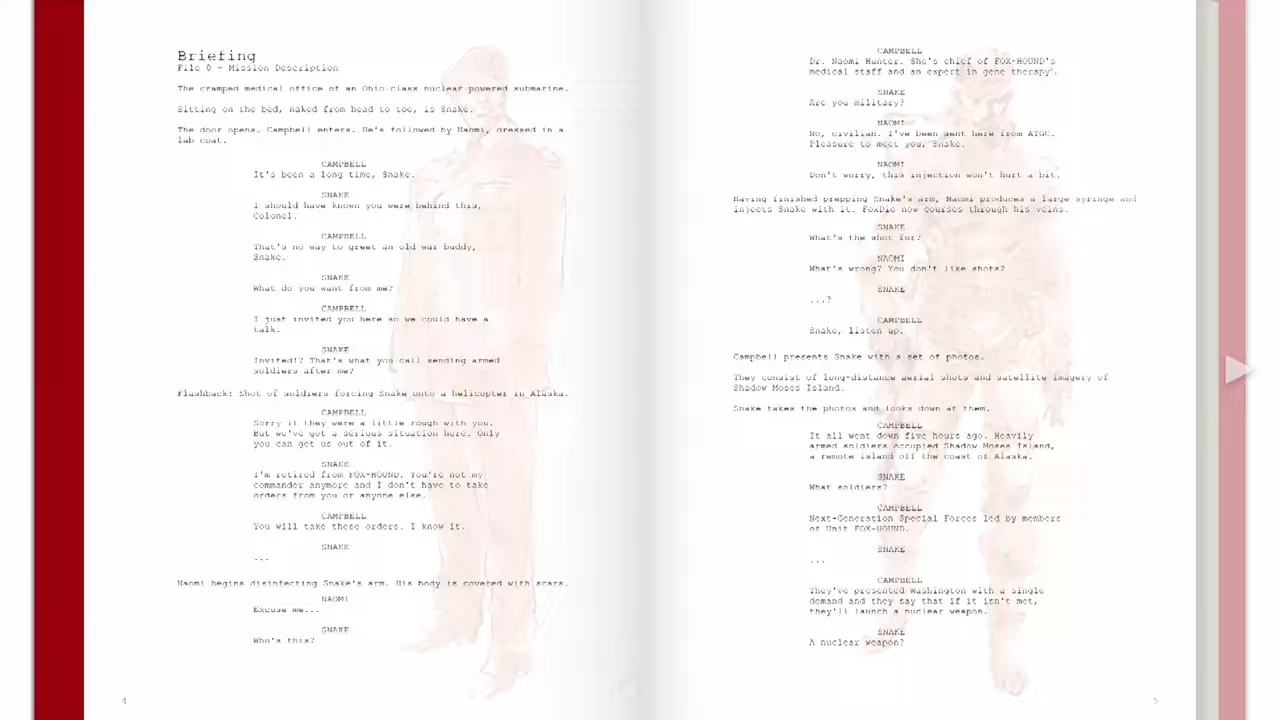 Briefing
File 0 - Mission Description
The cramped medical office of an Ohio-class nuclear powered submarine.
Sitting on the bed, naked from head to toe, is Snake.
The door opens. Campbell enters. He's followed by Naomi, dressed in a
lab coat.
CAMPBELL
It's been a long time, Snake.
SNAKE
I should have known you were behind this,
Colonel.
CAMPBELL
That's no way to greet an old war buddy,
Snake.
SNAKE
What do you want from me?
CAMPBELL
I just invited you here so we could have a
talk.
SNAKE
Invited!? That's what you call sending armed
soldiers after me?
Flashback: Shot of soldiers forcing Snake onto a helicopter in Alaska.
CAMPBELL
Sorry if they were a little rough with you.
But we've got a serious situation here. Only
you can get us out of it.
SNAKE
I'm retired from FOX-HOUND. You're not my
commander anymore and I don't have to take
orders from you or anyone else.
CAMPBELL
You will take these orders. I know it.
SNAKE
...
Naomi begins disinfecting Snake's arm. His body is covered with scars.
NAOMI
Excuse me...
SNAKE
Who's this?
4
CAMPBELL
Dr. Naomi Hunter. She's chief of FOX-HOUND's
medical staff and an expert in gene therapy.
SNAKE
Are you military?
NAOMI
No, civilian. I've been sent here from ATGC.
Pleasure to meet you, Snake.
NAOMI
Don't worry, this injection won't hurt a bit.
Having finished prepping Snake's arm, Naomi produces a large syringe and
injects Snake with it. FoxDie now courses through his veins.
SNAKE
What's the shot for?
NAOMI
What's wrong? You don't like shots?
SNAKE
...?
CAMPBELL
Snake, listen up.
Campbell presents Snake with a set of photos.
They consist of long-distance aerial shots and satellite imagery of
Shadow Moses Island.
Snake takes the photos and looks down at them.
CAMPBELL
It all went down five hours ago. Heavily
armed soldiers occupied Shadow Moses Island,
a remote island off the coast of Alaska.
SNAKE
What soldiers?
CAMPBELL
Next-Generation Special Forces led by members
of Unit FOX-HOUND.
SNAKE
...
CAMPBELL
They've presented Washington with a single
demand and they say that if it isn't met,
they'll launch a nuclear weapon.
SNAKE
A nuclear weapon?
5